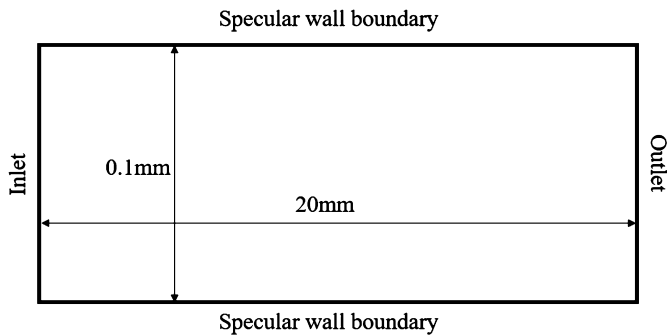 Specular wall boundary
Inlet
0.1mm
20mm
Outlet
Specular wall boundary